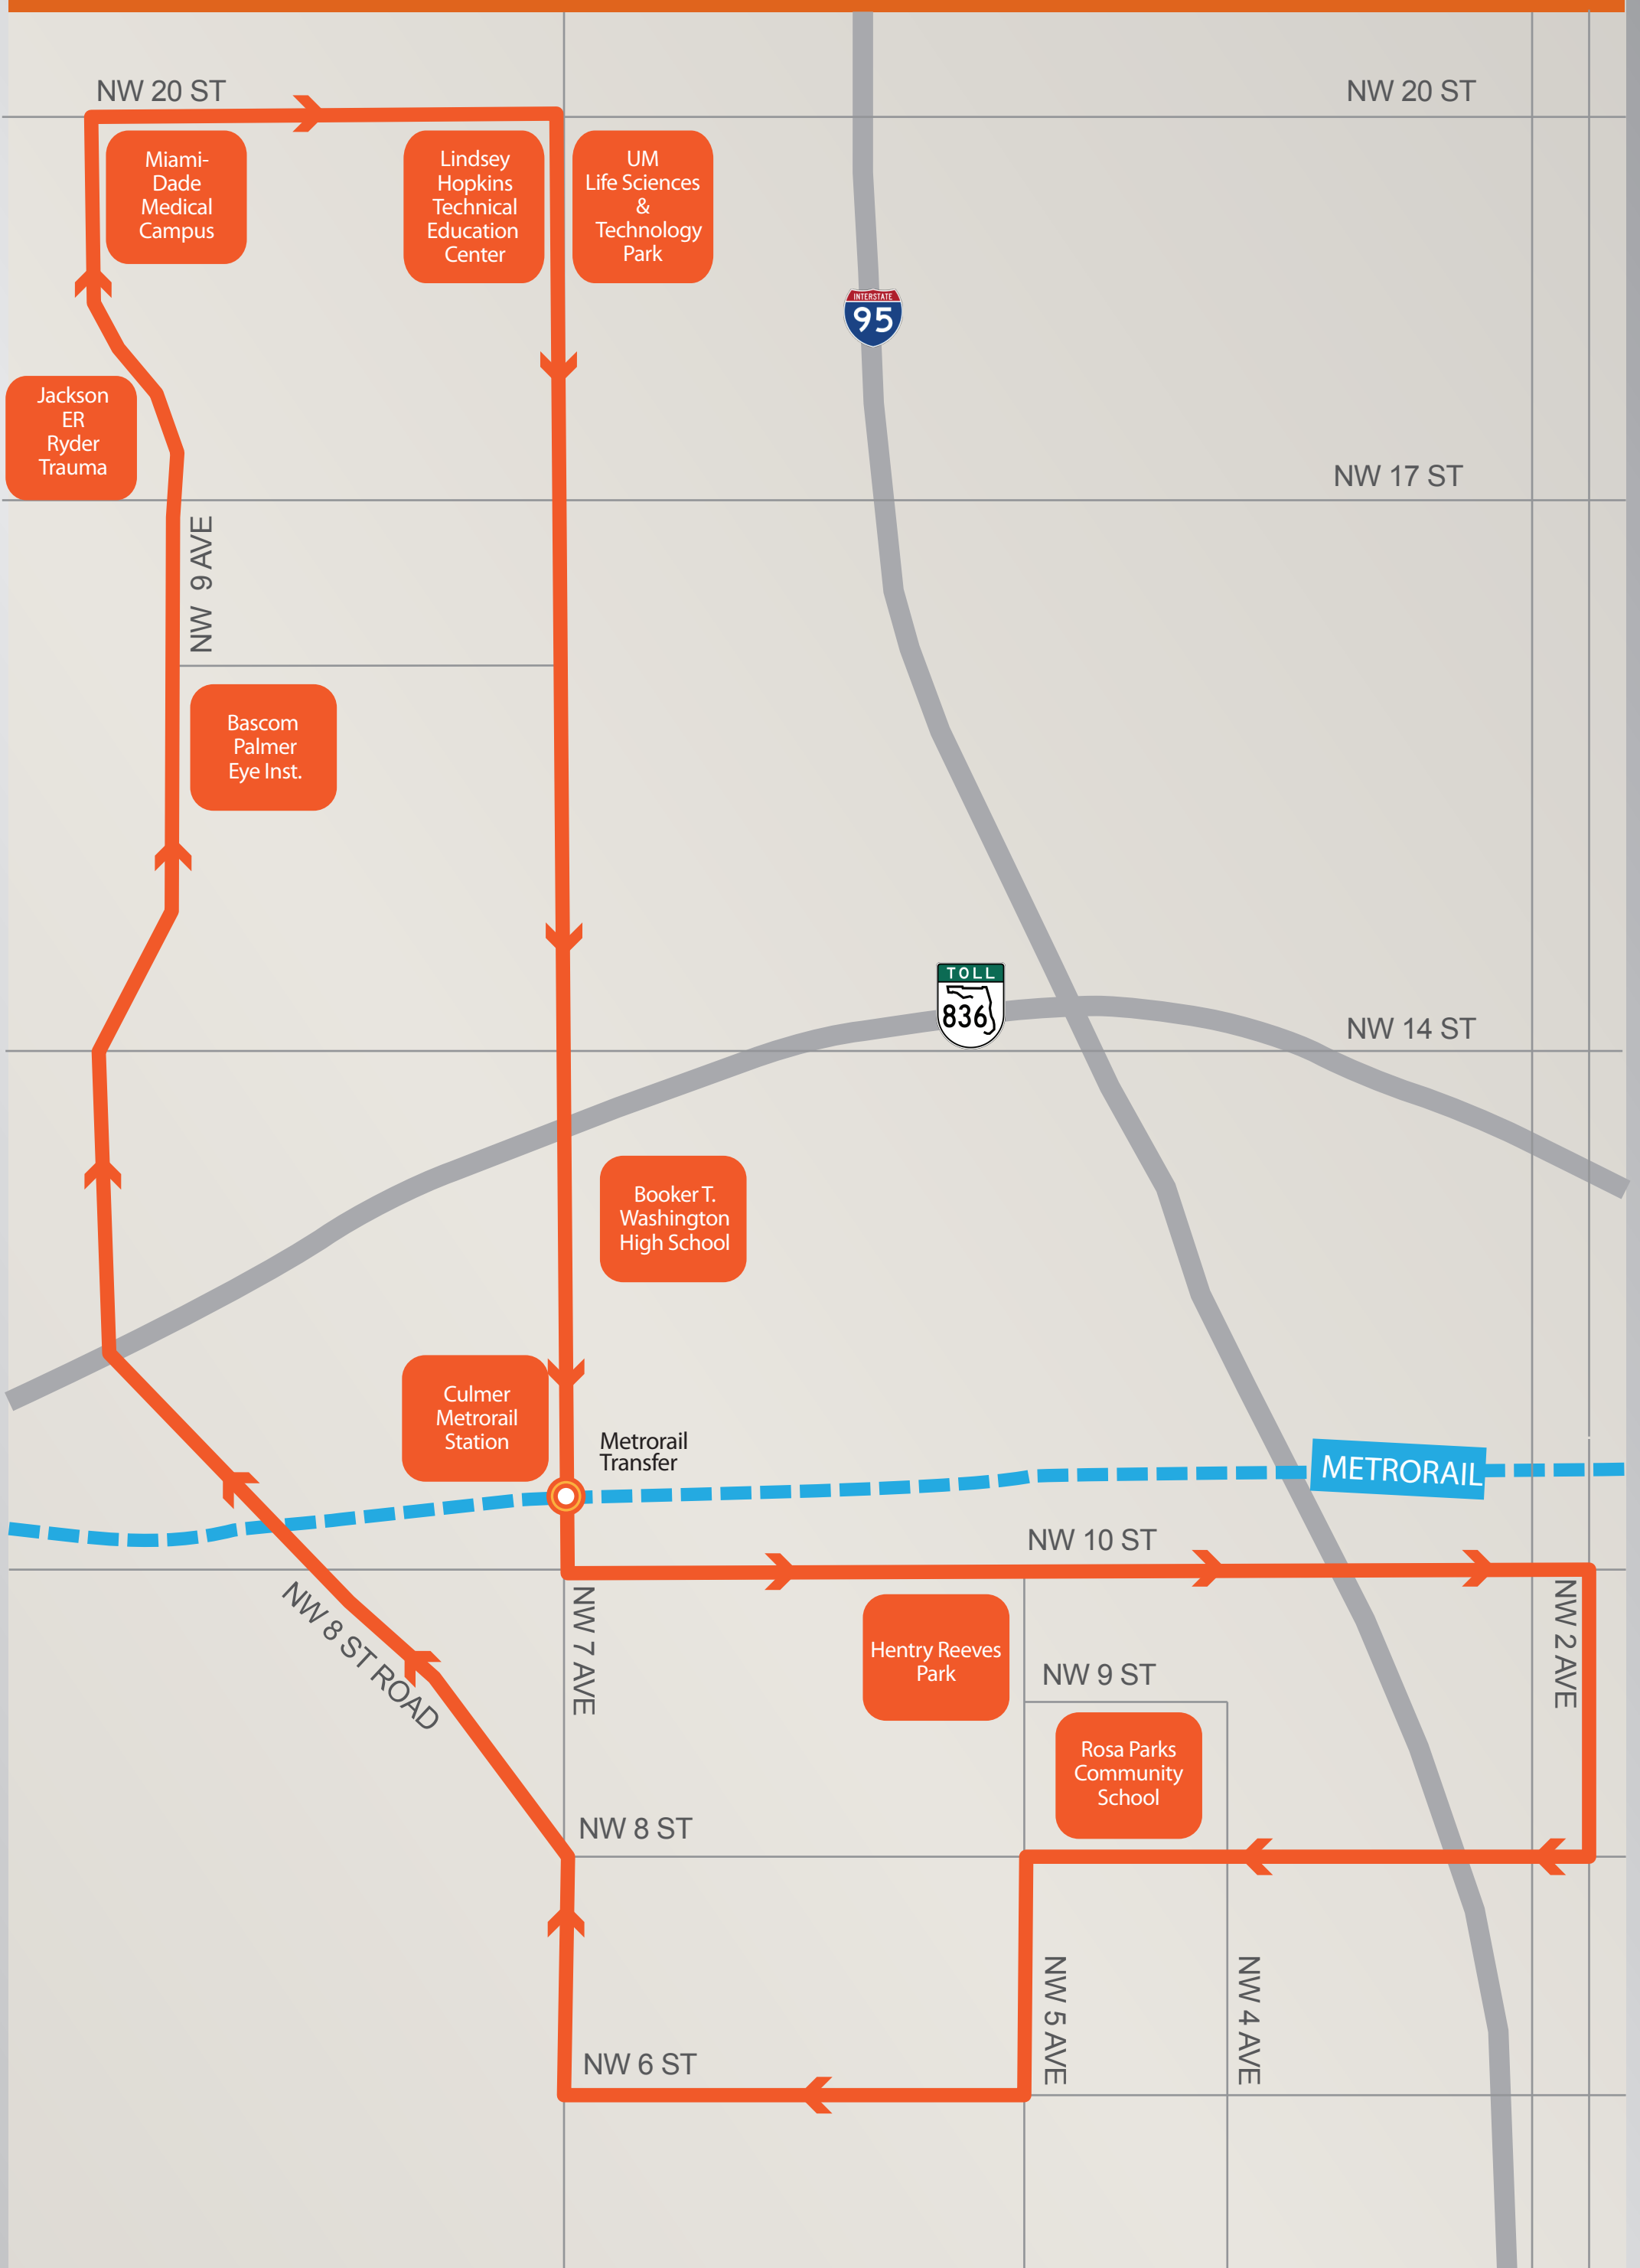 NW 20 ST
NW 20 ST
Miami-
Dade
Medical
Campus
Lindsey
Hopkins
Technical
Education
Center
UM
Life Sciences
&
Technology
Park
INTERSTATE
95
Jackson
ER
Ryder
Trauma
NW 17 ST
NW 9 AVE
Bascom
Palmer
Eye Inst.
TOLL
836
NW 14 ST
Booker T.
Washington
High School
Culmer
Metrorail
Station
Metrorail
Transfer
METRORAIL
NW 10 ST
NW 8 ST ROAD
NW 7 AVE
Hentry Reeves
Park
NW 9 ST
NW 2 AVE
Rosa Parks
Community
School
NW 8 ST
NW 5 AVE
NW 4 AVE
NW 6 ST